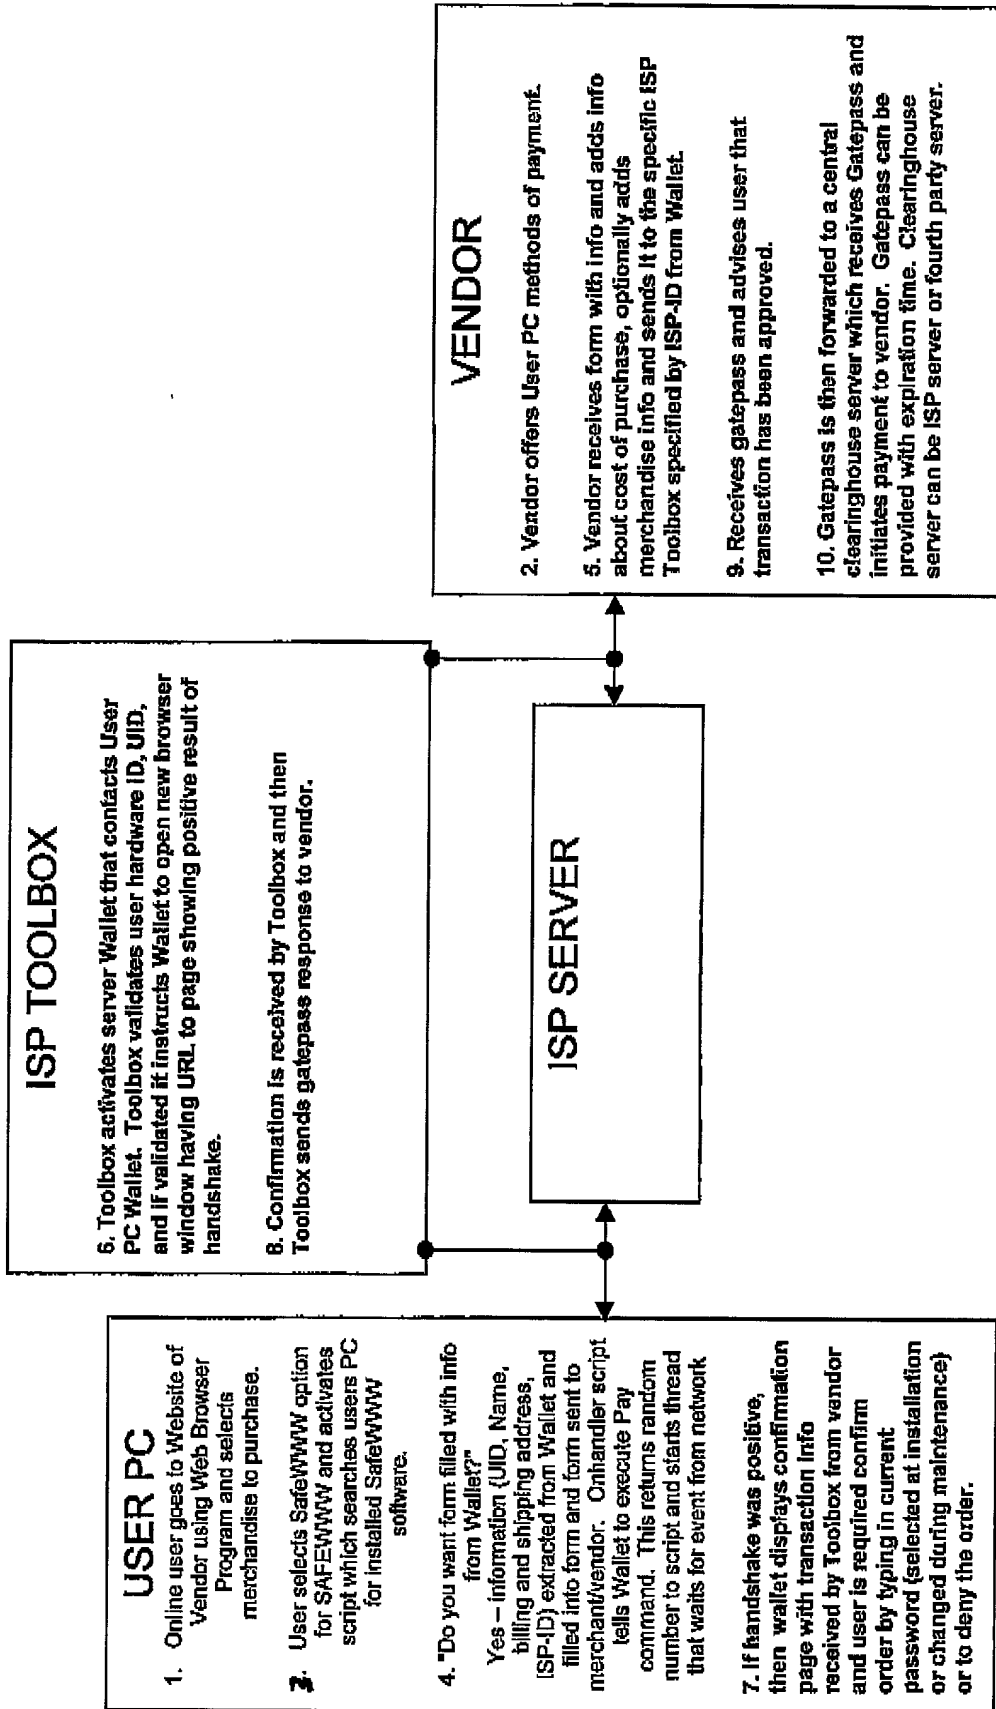 USER PC
1. Online user goes to Website of
Vendor using Web Browser
Program and selects
merchandise to purchase.
3. User selects SafeWWW option
for SAFEWWW and activates
script which searches users PC
for installed SafeWWW
software.
4. "Do you want form filled with info
from Wallet?"
Yes – information (UID, Name,
billing and shipping address,
ISP-ID) extracted from Wallet and
filled into form and form sent to
merchant/vendor. Onhandler script
tells Wallet to execute Pay
command. This returns random
number to script and starts thread
that waits for event from network
7. If handshake was positive,
then wallet displays confirmation
page with transaction info
received by Toolbox from vendor
and user is required confirm
order by typing in current
password (selected at installation
or changed during maintenance)
or to deny the order.
ISP TOOLBOX
6. Toolbox activates server Wallet that contacts User
PC Wallet. Toolbox validates user hardware ID, UID,
and if validated it instructs Wallet to open new browser
window having URL to page showing positive result of
handshake.
8. Confirmation is received by Toolbox and then
Toolbox sends gatepass response to vendor.
ISP SERVER
VENDOR
2. Vendor offers User PC methods of payment.
5. Vendor receives form with info and adds info
about cost of purchase, optionally adds
merchandise info and sends it to the specific ISP
Toolbox specified by ISP-ID from Wallet.
9. Receives gatepass and advises user that
transaction has been approved.
10. Gatepass is then forwarded to a central
clearinghouse server which receives Gatepass and
initiates payment to vendor. Gatepass can be
provided with expiration time. Clearinghouse
server can be ISP server or fourth party server.